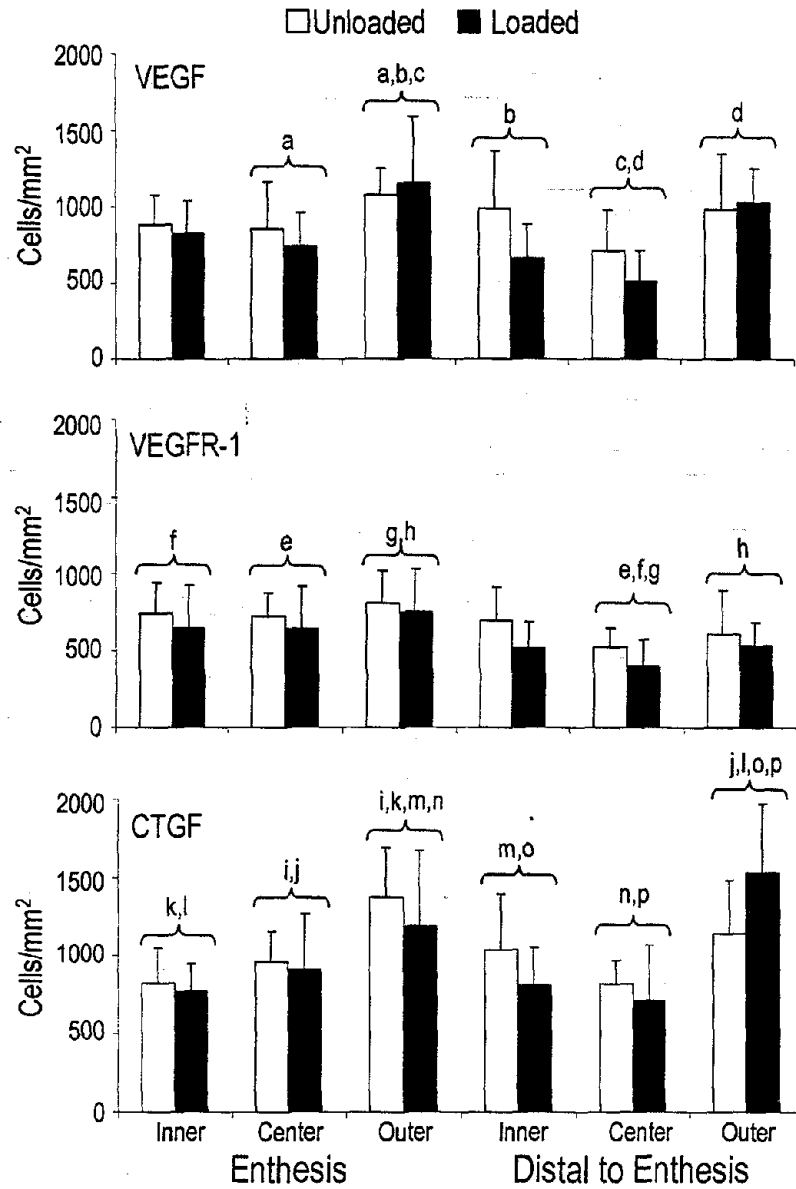 Unloaded Loaded
2000
VEGF
a,b,c
1500
a
b
c,d
d
Cells/mm²
1000
500
0
2000
VEGFR-1
1500
f
e
g,h
e,f,g
h
Cells/mm²
1000
500
0
2000
CTGF
k,l
i,j
i,k,m,n
m,o
n,p
j,l,o,p
1500
Cells/mm²
1000
500
0
Inner Center Outer Inner Center Outer
Enthesis Distal to Enthesis